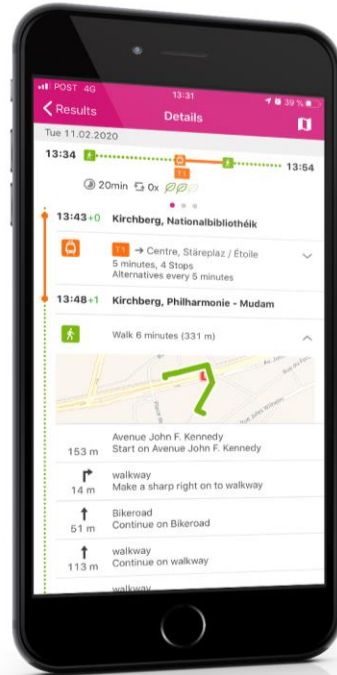 POST 4G 13:31 39 %
Results Details
Tue 11.02.2020
13:34 13:54
T1
20min 0x
13:43 +0 Kirchberg, Nationalbibliothéik
T1 → Centre, Stäreplaz / Étoile
5 minutes, 4 Stops
Alternatives every 5 minutes
13:48 +1 Kirchberg, Philharmonie - Mudam
Walk 6 minutes (331 m)
Avenue John F. Kennedy
153 m Start on Avenue John F. Kennedy
walkway
14 m Make a sharp right on to walkway
Bikeroad
51 m Continue on Bikeroad
walkway
113 m Continue on walkway
walkway